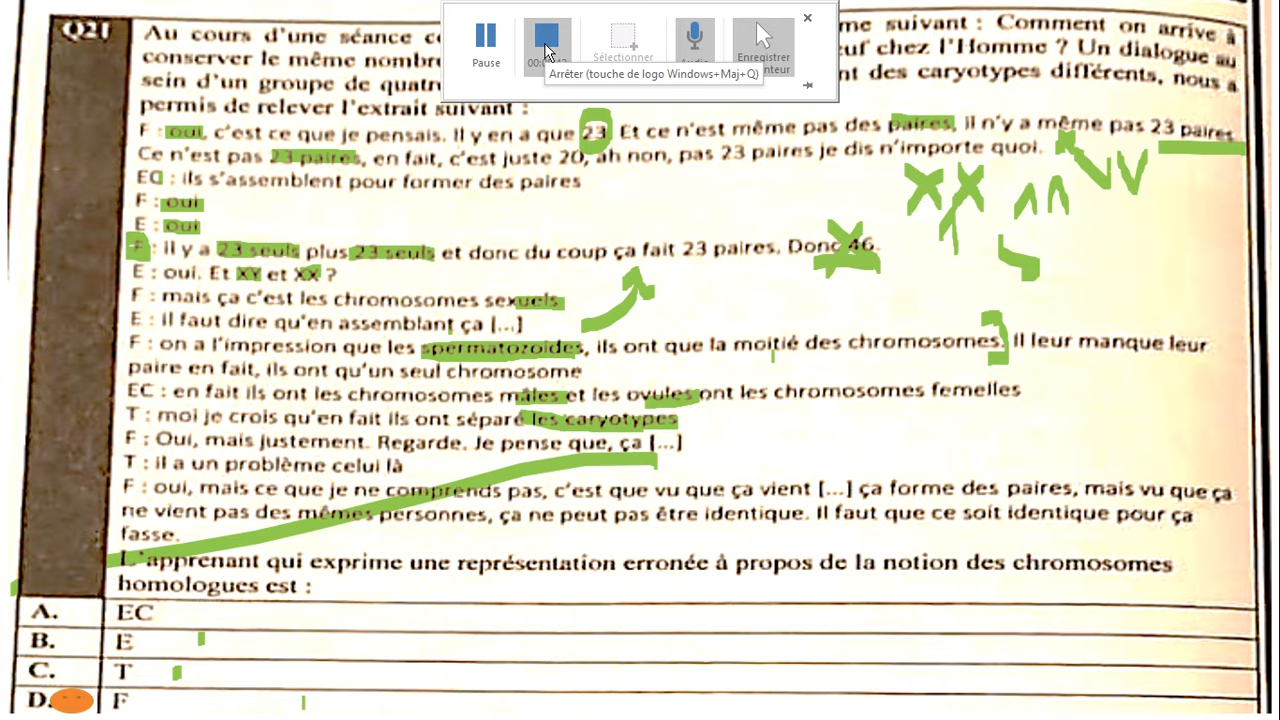 Q21 Au cours d'une séance me suivant : Comment on arrive à
conserver le même nombre uf chez l'Homme ? Un dialogue au
sein d'un groupe de quatr nt des caryotypes différents, nous a
permis de relever l'extrait suivant :
F : oui, c'est ce que je pensais. Il y en a que 23. Et ce n'est même pas des paires, il n'y a même pas 23 paires.
Ce n'est pas 23 paires, en fait, c'est juste 20, ah non, pas 23 paires je dis n'importe quoi.
EC : ils s'assemblent pour former des paires
F : oui
E : oui
F : il y a 23 seuls plus 23 seuls et donc du coup ça fait 23 paires. Donc 46.
E : oui. Et XY et XX ?
F : mais ça c'est les chromosomes sexuels
E : il faut dire qu'en assemblant ça [...]
F : on a l'impression que les spermatozoïdes, ils ont que la moitié des chromosomes. Il leur manque leur
paire en fait, ils ont qu'un seul chromosome
EC : en fait ils ont les chromosomes mâles et les ovules ont les chromosomes femelles
T : moi je crois qu'en fait ils ont séparé les caryotypes
F : Oui, mais justement. Regarde. Je pense que, ça [...]
T : il a un problème celui là
F : oui, mais ce que je ne comprends pas, c'est que vu que ça vient [...] ça forme des paires, mais vu que ça
ne vient pas des mêmes personnes, ça ne peut pas être identique. Il faut que ce soit identique pour ça
fasse.
L'apprenant qui exprime une représentation erronée à propos de la notion des chromosomes
homologues est :
A. EC
B. E
C. T
D. F
Pause
Sélectionner
Enregistrer
Arrêter (touche de logo Windows+Maj+Q)